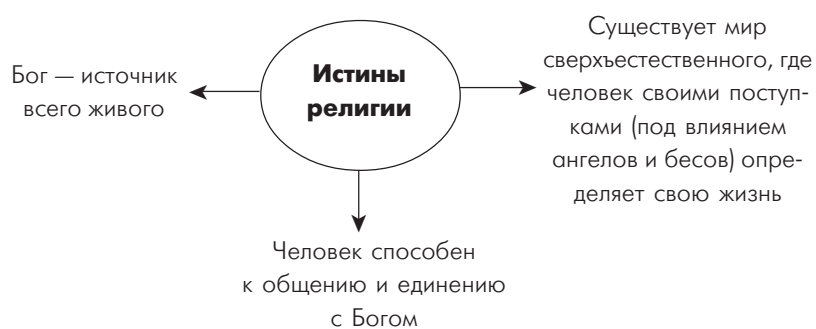 Истины
религии
Бог — источник
всего живого
Существует мир
сверхъестественного, где
человек своими поступ-
ками (под влиянием
ангелов и бесов) опре-
деляет свою жизнь
Человек способен
к общению и единению
с Богом